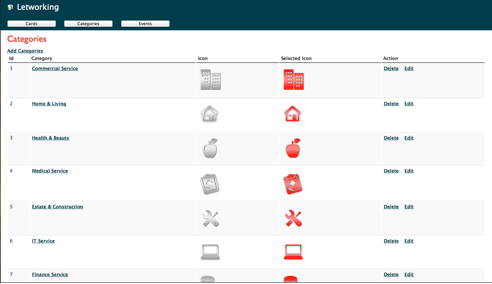 Letworking
Cards Categories Events
Categories
Add Categories
Id Category Icon Selected Icon Action
1 Commercial Service Delete Edit
2 Home & Living Delete Edit
3 Health & Beauty Delete Edit
4 Medical Service Delete Edit
5 Estate & Construction Delete Edit
6 IT Service Delete Edit
7 Finance Service Delete Edit